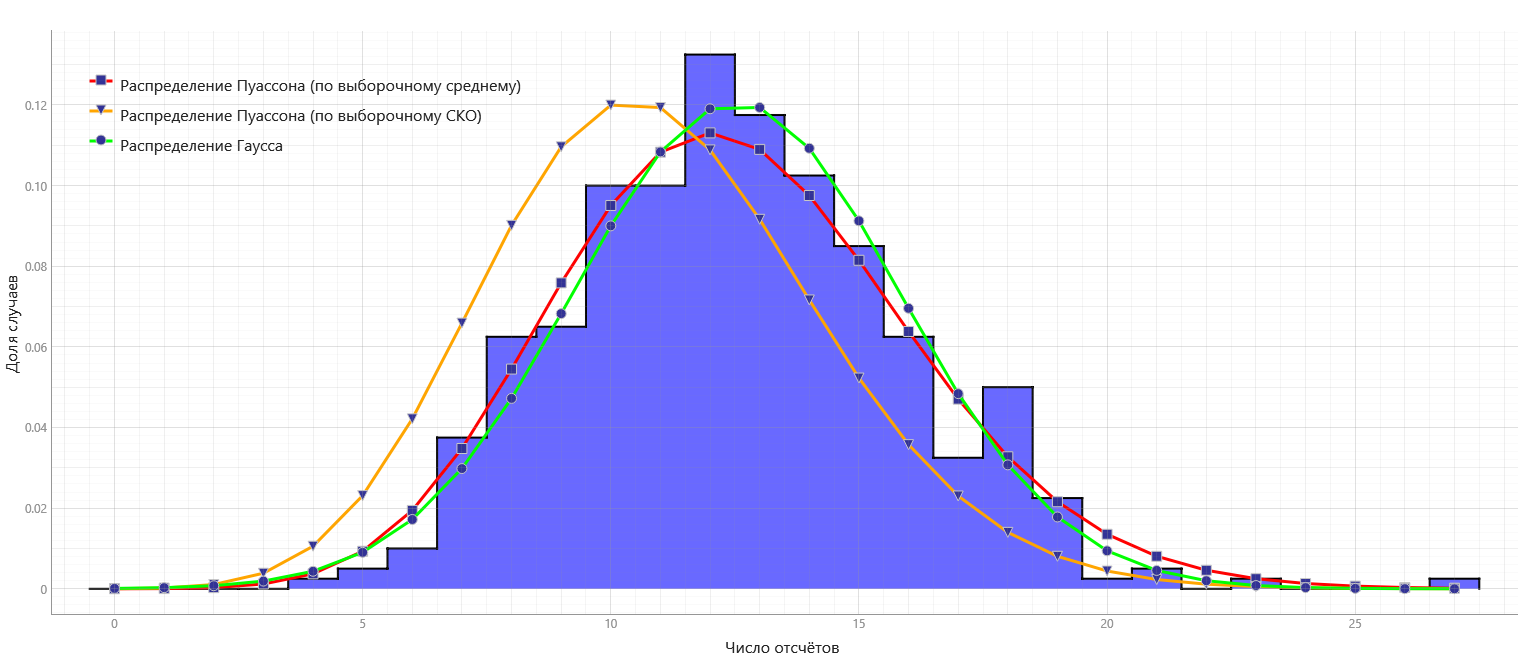 Распределение Пуассона (по выборочному среднему)
Распределение Пуассона (по выборочному СКО)
Распределение Гаусса
Доля случаев
0.12
0.10
0.08
0.06
0.04
0.02
0
0 5 10 15 20 25
Число отсчётов